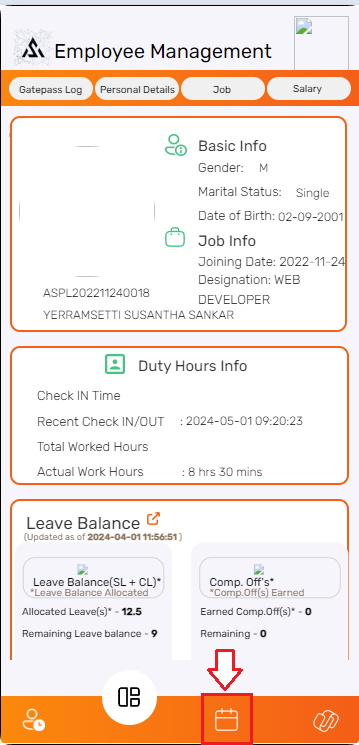 Employee Management
Gatepass Log Personal Details Job Salary
Basic Info
Gender: M
Marital Status: Single
Date of Birth: 02-09-2001
Job Info
Joining Date: 2022-11-24
Designation: WEB
DEVELOPER
ASPL202211240018
YERRAMSETTI SUSANTHA SANKAR
Duty Hours Info
Check IN Time
Recent Check IN/OUT : 2024-05-01 09:20:23
Total Worked Hours
Actual Work Hours : 8 hrs 30 mins
Leave Balance
(Updated as of 2024-04-01 11:56:51 )
Leave Balance(SL + CL)*
*Leave Balance Allocated
Allocated Leave(s)* - 12.5
Remaining Leave balance - 9
Comp. Off's*
*Comp.Off(s) Earned
Earned Comp.Off(s)* - 0
Remaining - 0